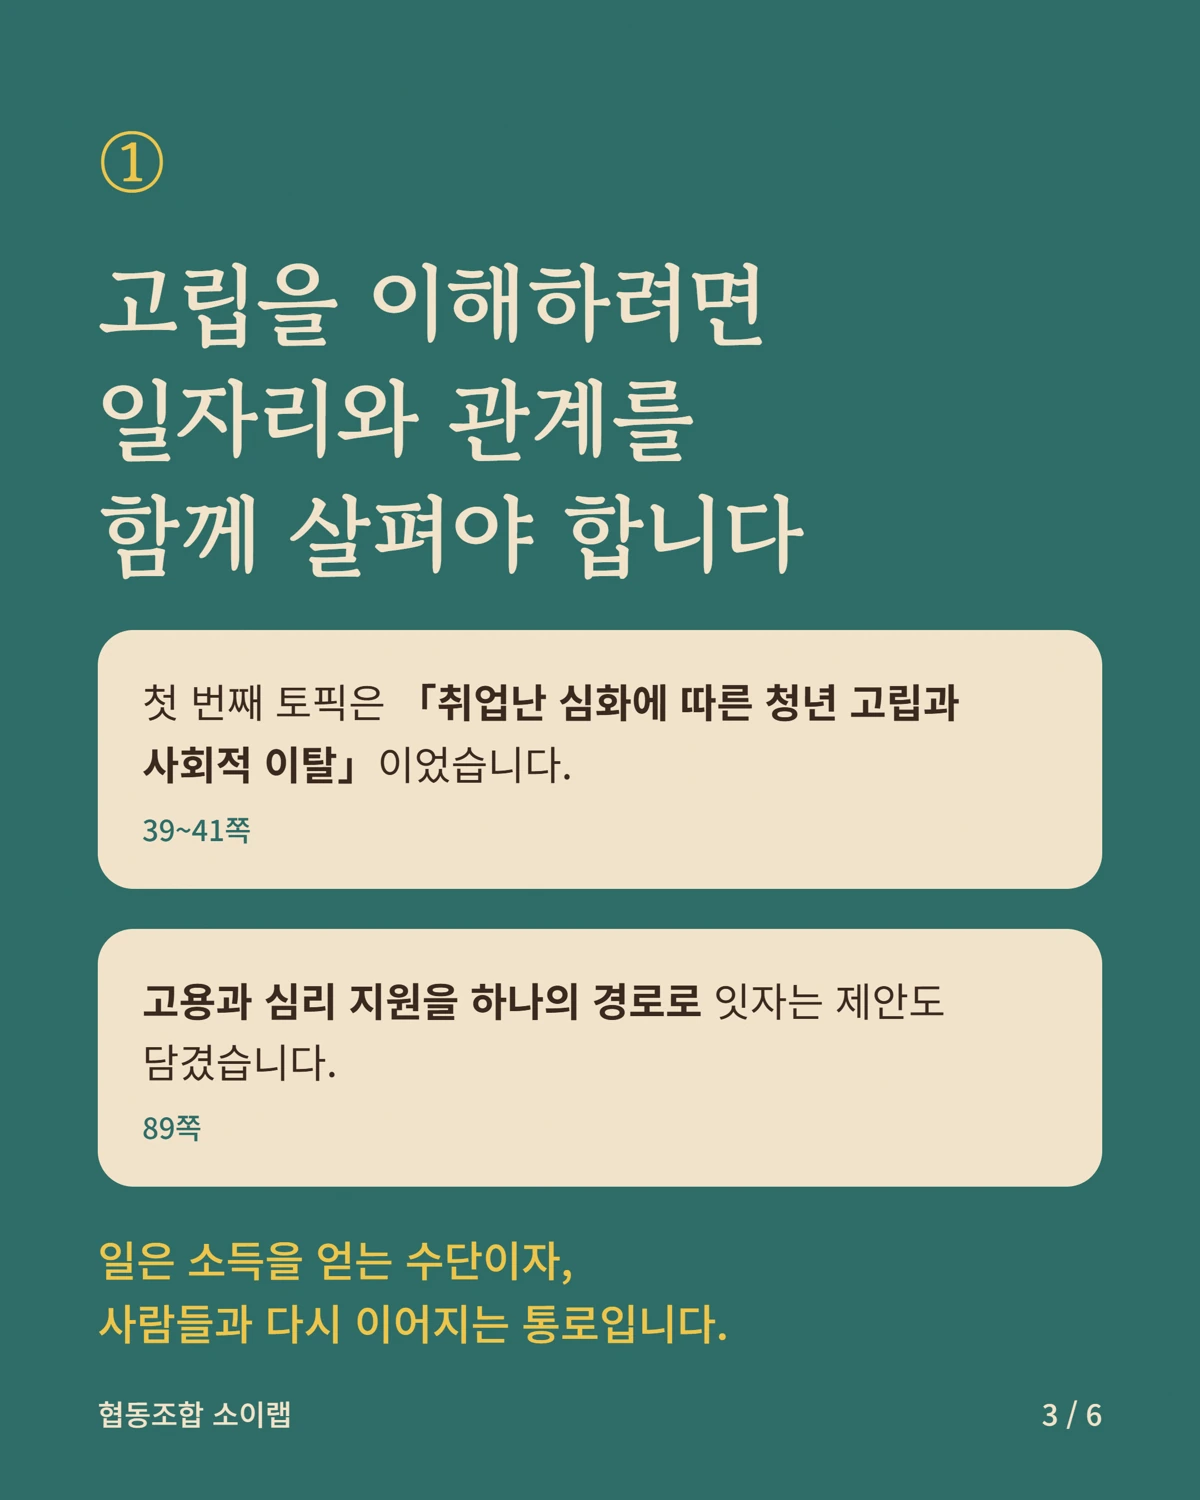 ①
고립을 이해하려면
일자리와 관계를
함께 살펴야 합니다
첫 번째 토픽은 「취업난 심화에 따른 청년 고립과
사회적 이탈」이었습니다.
39~41쪽
고용과 심리 지원을 하나의 경로로 잇자는 제안도
담겼습니다.
89쪽
일은 소득을 얻는 수단이자,
사람들과 다시 이어지는 통로입니다.
협동조합 소이랩
3 / 6